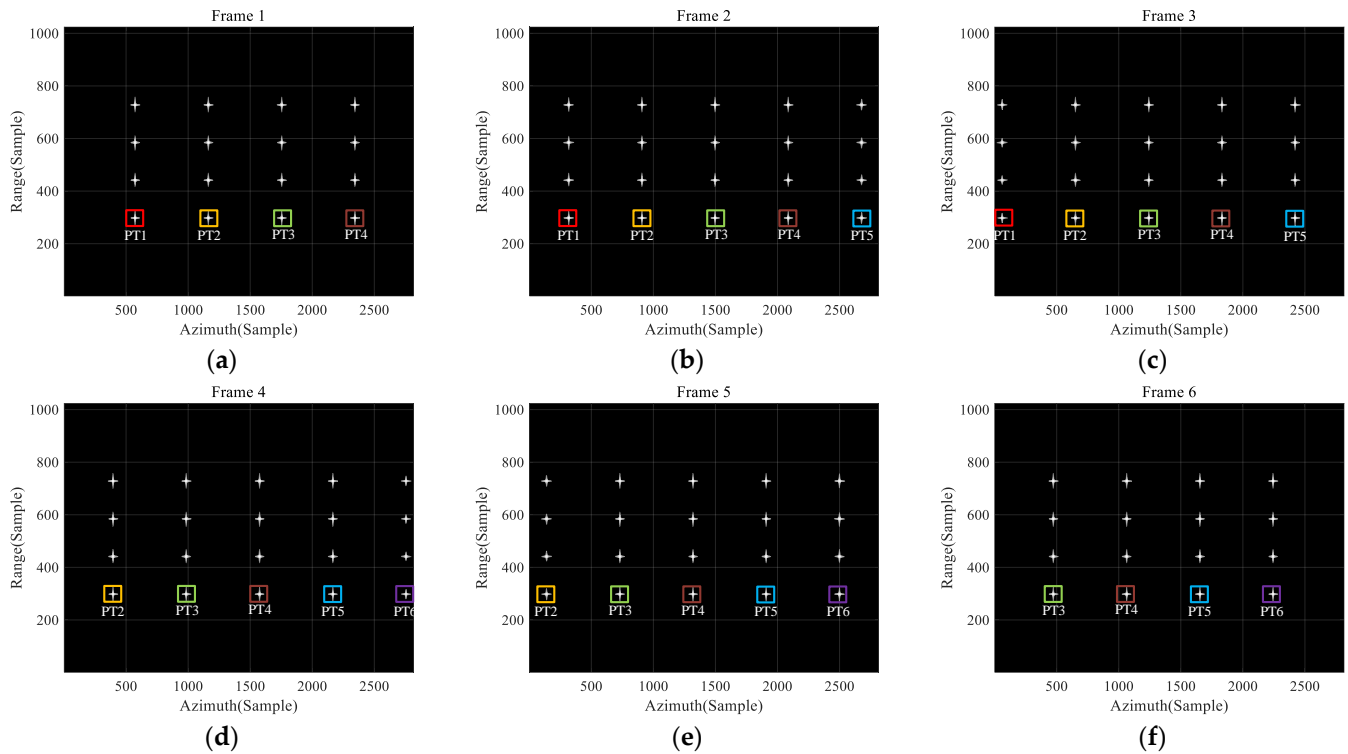 Frame 1
1000
800
600
400
200
Range(Sample)
PT1 PT2 PT3 PT4
500 1000 1500 2000 2500
Azimuth(Sample)
(a)
Frame 2
1000
800
600
400
200
Range(Sample)
PT1 PT2 PT3 PT4 PT5
500 1000 1500 2000 2500
Azimuth(Sample)
(b)
Frame 3
1000
800
600
400
200
Range(Sample)
PT1 PT2 PT3 PT4 PT5
500 1000 1500 2000 2500
Azimuth(Sample)
(c)
Frame 4
1000
800
600
400
200
Range(Sample)
PT2 PT3 PT4 PT5 PT6
500 1000 1500 2000 2500
Azimuth(Sample)
(d)
Frame 5
1000
800
600
400
200
Range(Sample)
PT2 PT3 PT4 PT5 PT6
500 1000 1500 2000 2500
Azimuth(Sample)
(e)
Frame 6
1000
800
600
400
200
Range(Sample)
PT3 PT4 PT5 PT6
500 1000 1500 2000 2500
Azimuth(Sample)
(f)